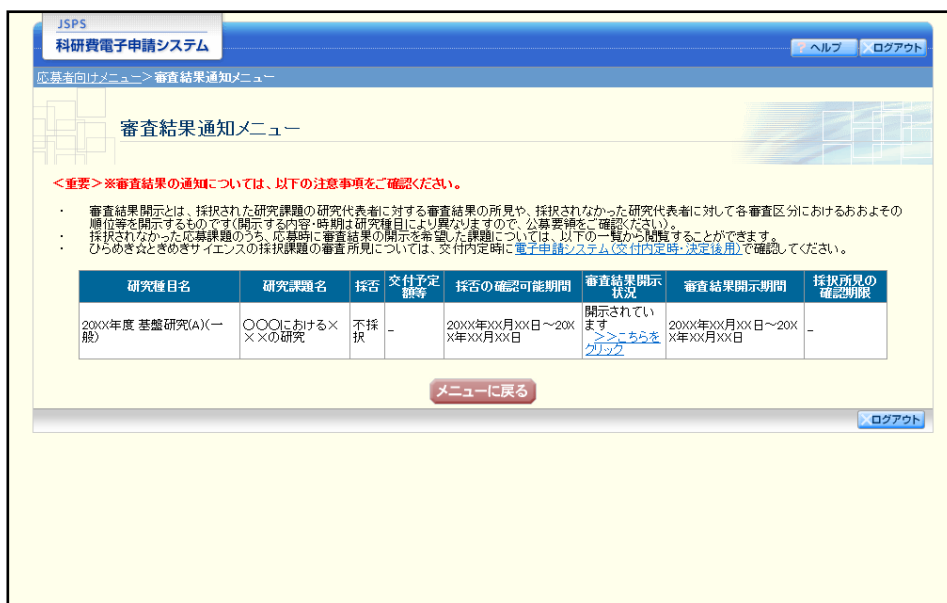 JSPS
科研費電子申請システム
? ヘルプ
ログアウト
応募者向けメニュー＞審査結果通知メニュー
審査結果通知メニュー
＜重要＞※審査結果の通知については、以下の注意事項をご確認ください。
・ 審査結果開示とは、採択された研究課題の研究代表者に対する審査結果の所見や、採択されなかった研究代表者に対して各審査区分におけるおおよその
順位等を開示するものです(開示する内容・時期は研究種目により異なりますので、公募要領をご確認ください)。
・ 採択されなかった応募課題のうち、応募時に審査結果の開示を希望した課題については、以下の一覧から閲覧することができます。
・ ひらめき☆ときめきサイエンスの採択課題の審査所見については、交付内定時に電子申請システム(交付内定時・決定後用)で確認してください。
研究種目名 研究課題名 採否 交付予定額等 採否の確認可能期間 審査結果開示状況 審査結果開示期間 採択所見の確認期限
20XX年度 基盤研究(A)(一 〇〇〇における× 不採 - 20XX年XX月XX日～20X 開示されてい 20XX年XX月XX日～20X -
般) ××の研究 択 X年XX月XX日 ます X年XX月XX日
>>こちらを
クリック
メニューに戻る
ログアウト